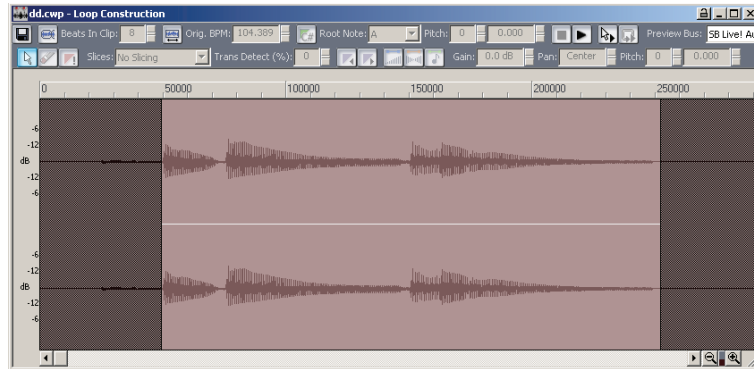 dd.cwp - Loop Construction
Beats In Clip: 8 Orig. BPM: 104.389 Root Note: A Pitch: 0 0.000 Preview Bus: SB Live! Au
Slices: No Slicing Trans Detect (%): 0 Gain: 0.0 dB Pan: Center Pitch: 0 0.000
0 50000 100000 150000 200000 250000
-6
-12
dB
-12
-6
-6
-12
dB
-12
-6